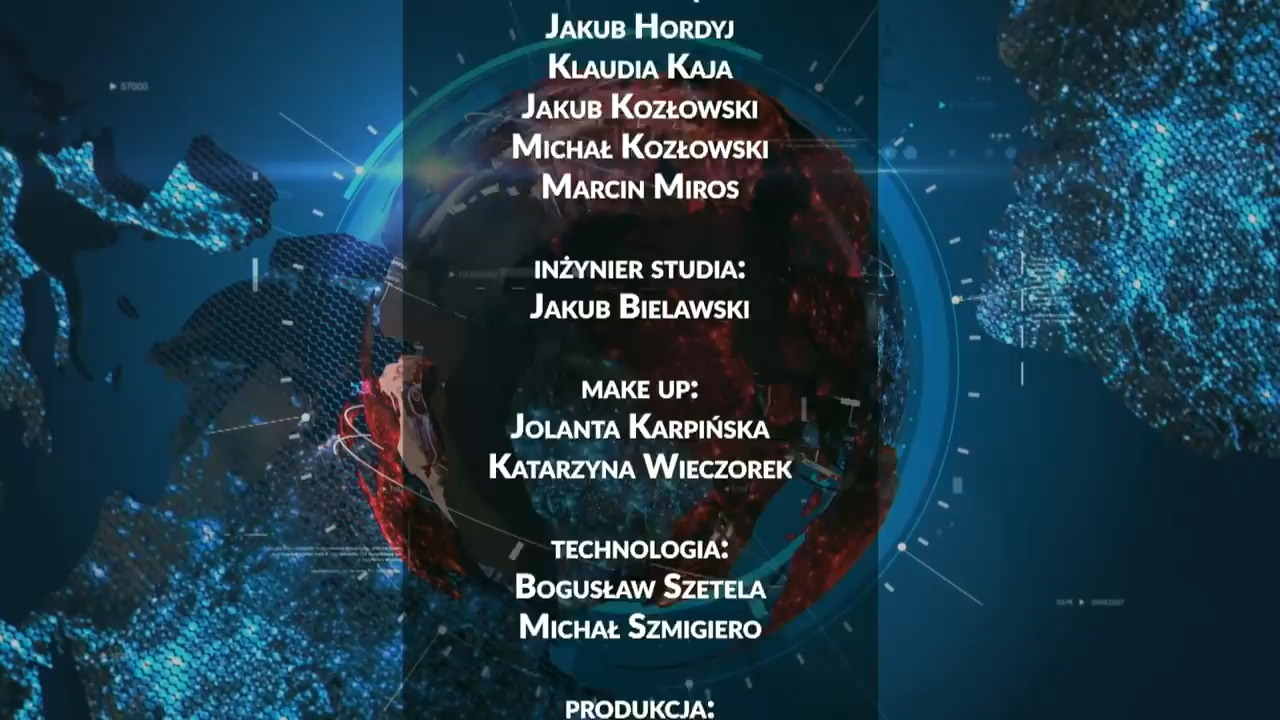 Jakub Hordyj
Klaudia Kaja
Jakub Kozłowski
Michał Kozłowski
Marcin Miros
inżynier studia:
Jakub Bielawski
make up:
Jolanta Karpińska
Katarzyna Wieczorek
technologia:
Bogusław Szetela
Michał Szmigiero
produkcja:
57000